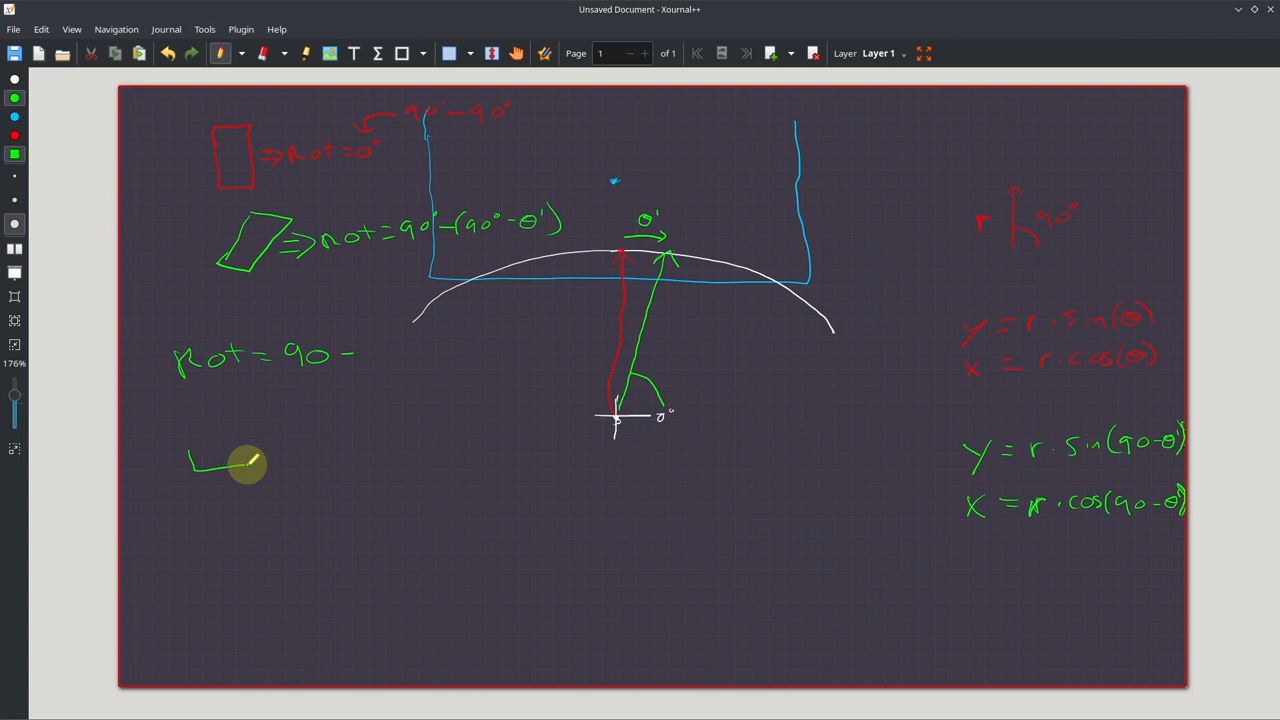 Unsaved Document - Xournal++
File Edit View Navigation Journal Tools Plugin Help
Page 1 of 1 Layer Layer 1
176%
90° - 90°
⇒ Rot = 0°
⇒ Rot = 90° - (90° - θ')
θ'
Rot = 90 -
0°
r 90°
y = r · sin(θ)
x = r · cos(θ)
y = r · sin(90 - θ')
x = r · cos(90 - θ')